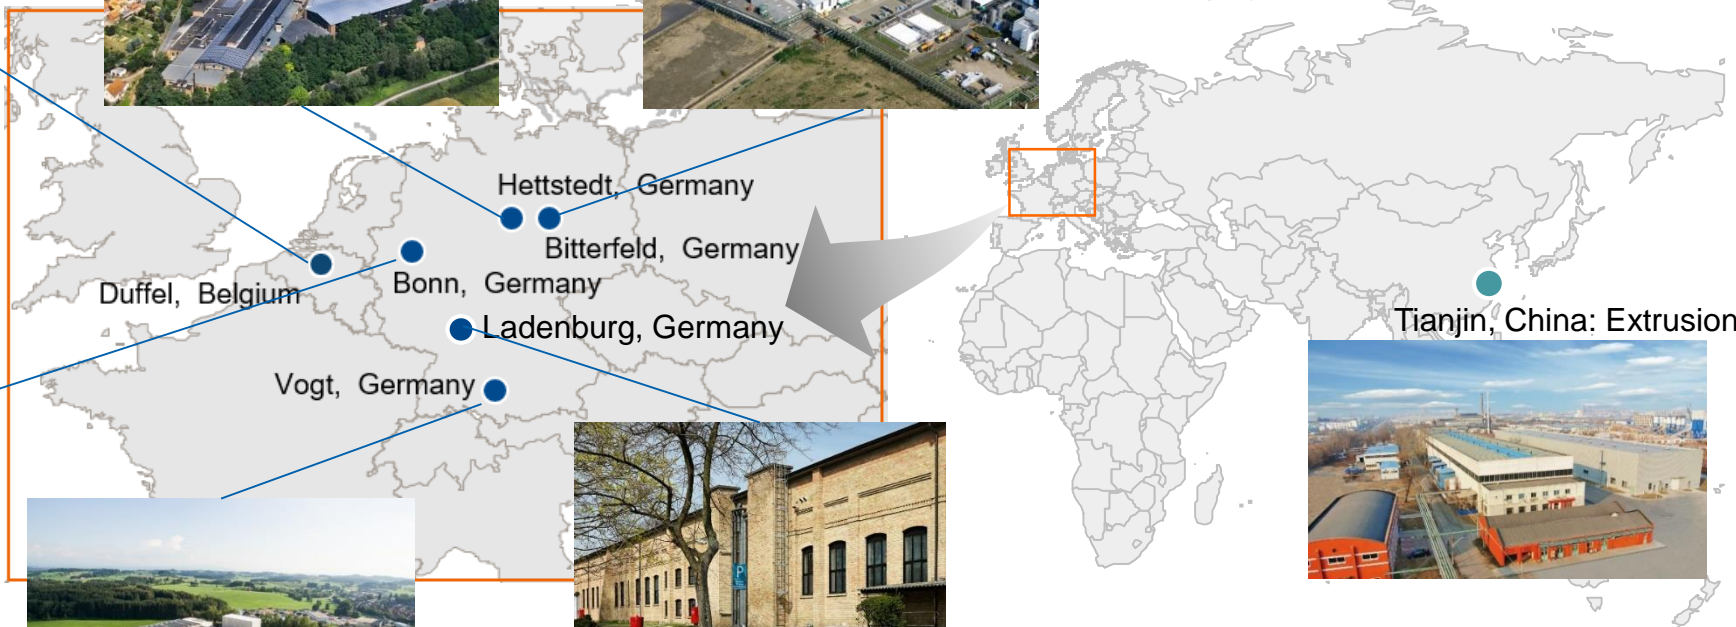 Hettstedt, Germany
Bitterfeld, Germany
Duffel, Belgium
Bonn, Germany
Ladenburg, Germany
Vogt, Germany
Tianjin, China: Extrusion
P